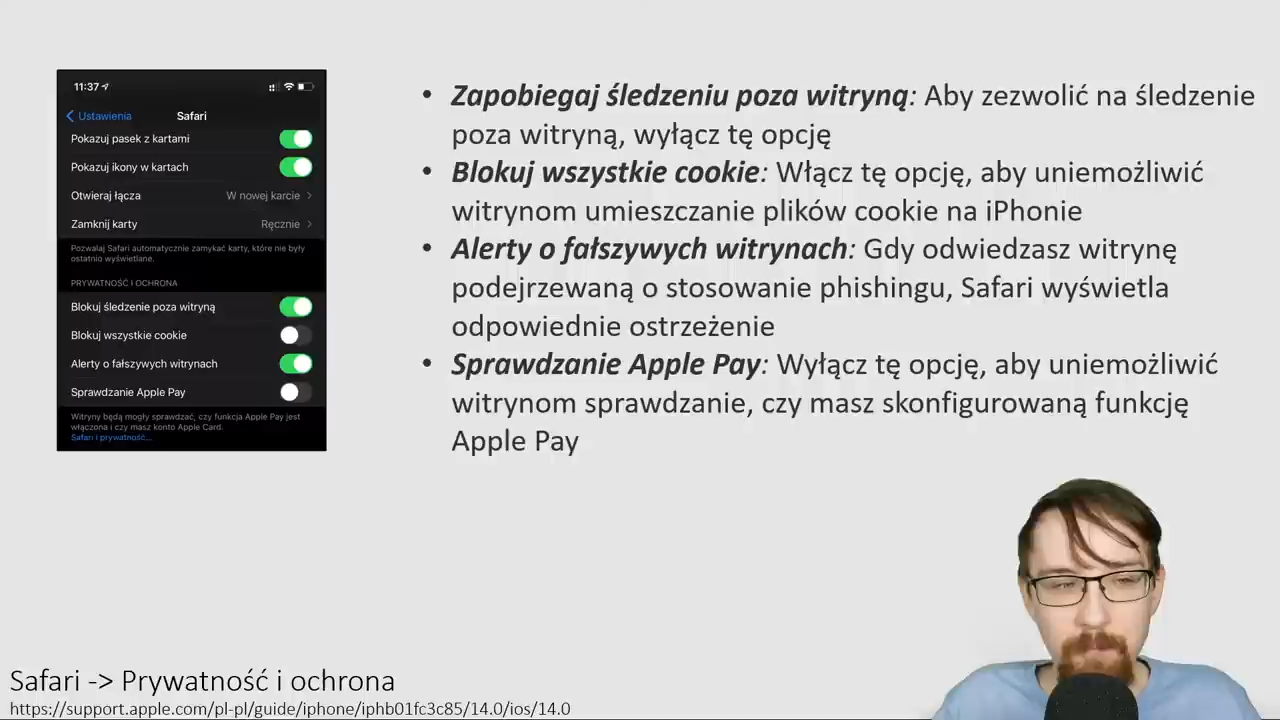 11:37
Ustawienia
Safari
Pokazuj pasek z kartami
Pokazuj ikony w kartach
Otwieraj łącza W nowej karcie
Zamknij karty Ręcznie
Pozwalaj Safari automatycznie zamykać karty, które nie były
ostatnio wyświetlane.
PRYWATNOŚĆ I OCHRONA
Blokuj śledzenie poza witryną
Blokuj wszystkie cookie
Alerty o fałszywych witrynach
Sprawdzanie Apple Pay
Witryny będą mogły sprawdzać, czy funkcja Apple Pay jest
włączona i czy masz konto Apple Card.
Safari i prywatność...
• Zapobiegaj śledzeniu poza witryną: Aby zezwolić na śledzenie
poza witryną, wyłącz tę opcję
• Blokuj wszystkie cookie: Włącz tę opcję, aby uniemożliwić
witrynom umieszczanie plików cookie na iPhonie
• Alerty o fałszywych witrynach: Gdy odwiedzasz witrynę
podejrzewaną o stosowanie phishingu, Safari wyświetla
odpowiednie ostrzeżenie
• Sprawdzanie Apple Pay: Wyłącz tę opcję, aby uniemożliwić
witrynom sprawdzanie, czy masz skonfigurowaną funkcję
Apple Pay
Safari -> Prywatność i ochrona
https://support.apple.com/pl-pl/guide/iphone/iphb01fc3c85/14.0/ios/14.0